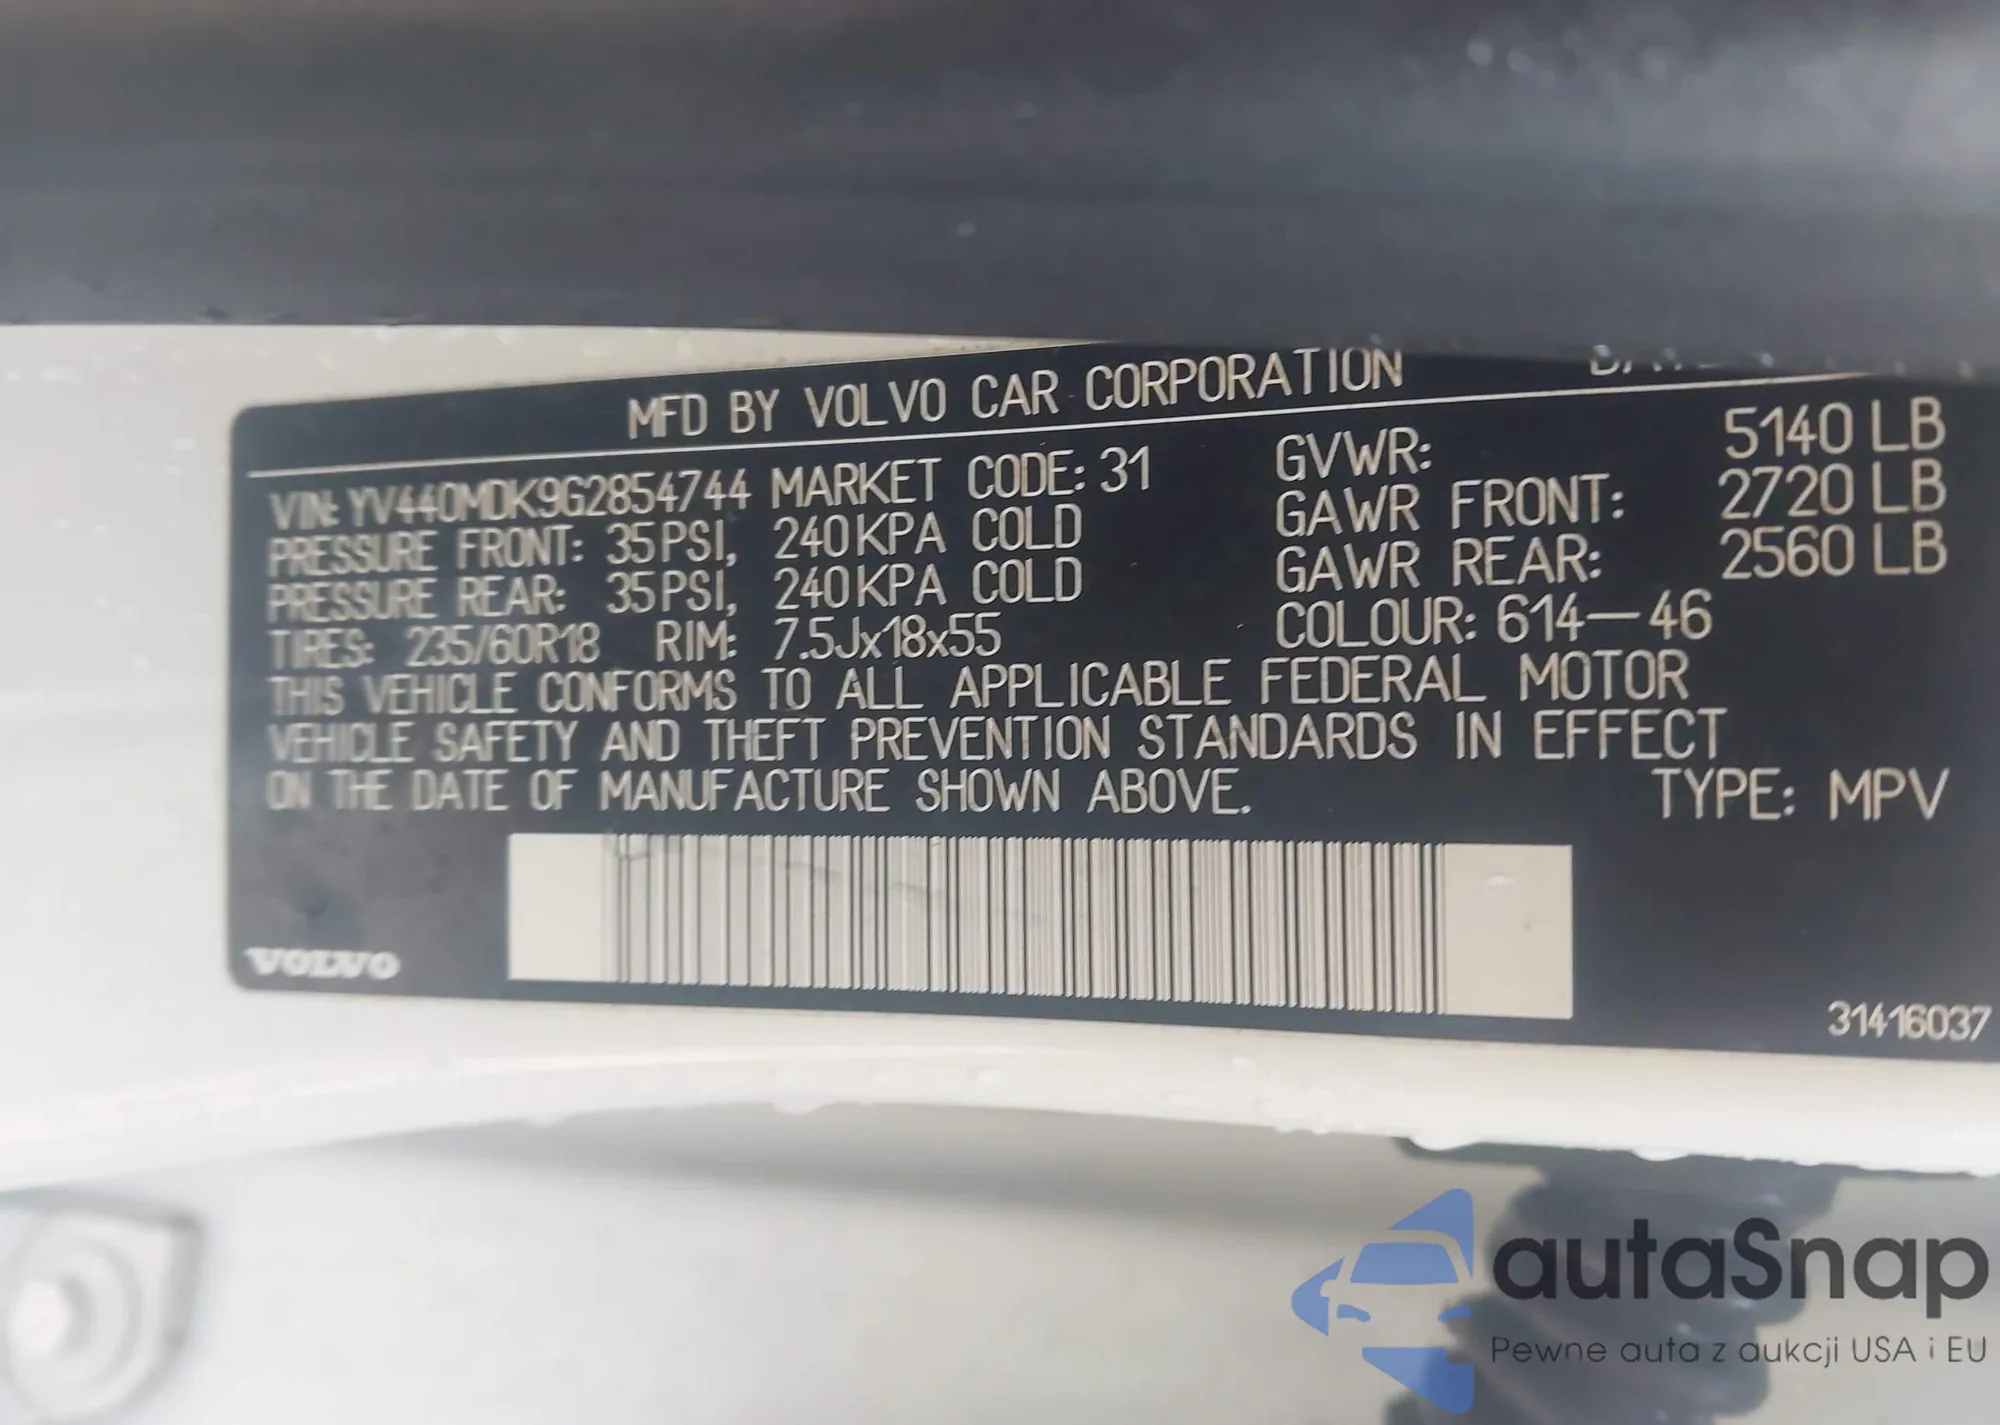 MFD BY VOLVO CAR CORPORATION
VIN: YV440MDK9G2854744 MARKET CODE: 31 GVWR: 5140 LB
PRESSURE FRONT: 35 PSI, 240 KPA COLD GAWR FRONT: 2720 LB
PRESSURE REAR: 35 PSI, 240 KPA COLD GAWR REAR: 2560 LB
TIRES: 235/60R18 RIM: 7.5Jx18x55 COLOUR: 614-46
THIS VEHICLE CONFORMS TO ALL APPLICABLE FEDERAL MOTOR
VEHICLE SAFETY AND THEFT PREVENTION STANDARDS IN EFFECT
ON THE DATE OF MANUFACTURE SHOWN ABOVE. TYPE: MPV
VOLVO
31416037
autaSnap
Pewne auta z aukcji USA i EU